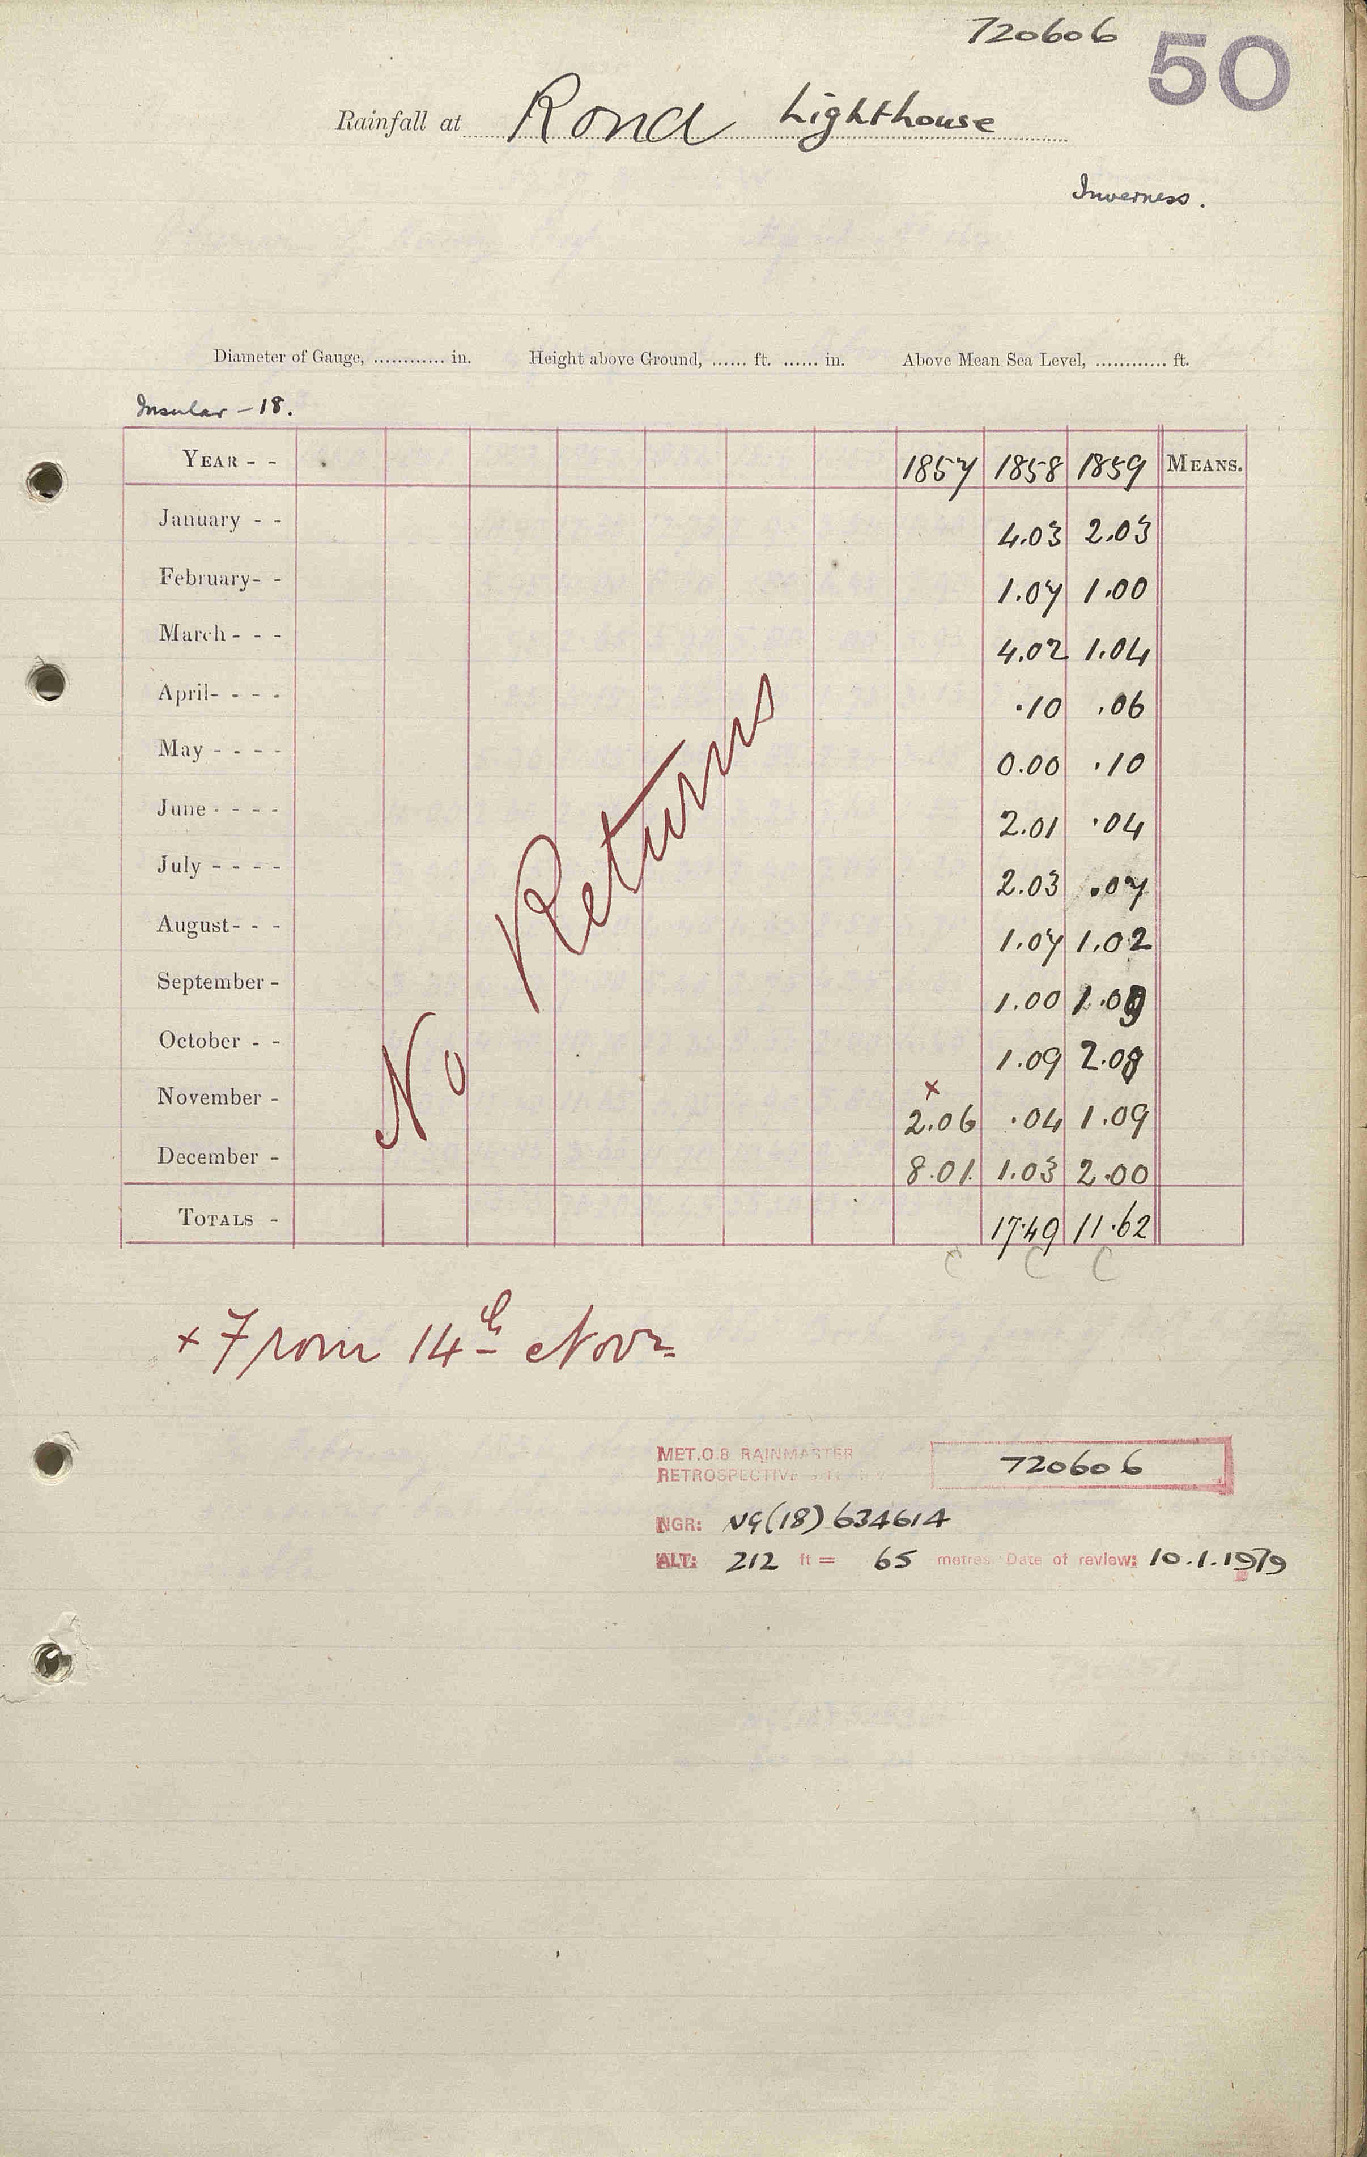 720606 50
Rainfall at Rona Lighthouse
Inverness.
Diameter of Gauge, ............ in. Height above Ground, ...... ft. ...... in. Above Mean Sea Level, ............ ft.
Insular - 18.
YEAR - - 1857 1858 1859 MEANS.
January - - 4.03 2.03
February - - 1.07 1.00
March - - - 4.02 1.04
April - - - - .10 .06
May - - - - 0.00 .10
June - - - - 2.01 .04
July - - - - 2.03 .07
August - - - 1.07 1.02
September - 1.00 1.09
October - - 1.09 2.08
November - × 2.06 .04 1.09
December - 8.01 1.03 2.00
TOTALS - 17.49 11.62
C C C
No Returns
× From 14th Novr
MET.O.8 RAINMASTER
RETROSPECTIVE 720606
NGR: NG(18)634614
ALT: 212 ft = 65 metres Date of review: 10.1.1979